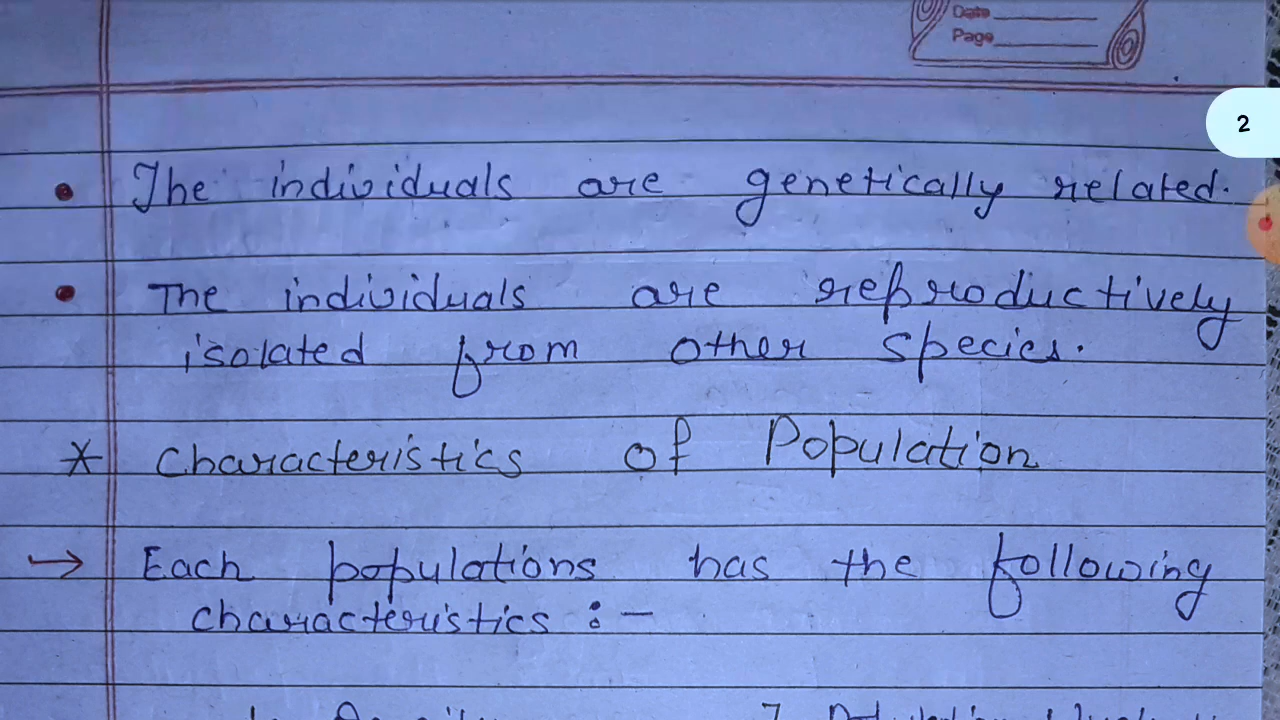 Date
Page
2
• The individuals are genetically related.
• The individuals are reproductively
isolated from other species.
* Characteristics of Population
→ Each populations has the following
characteristics :-